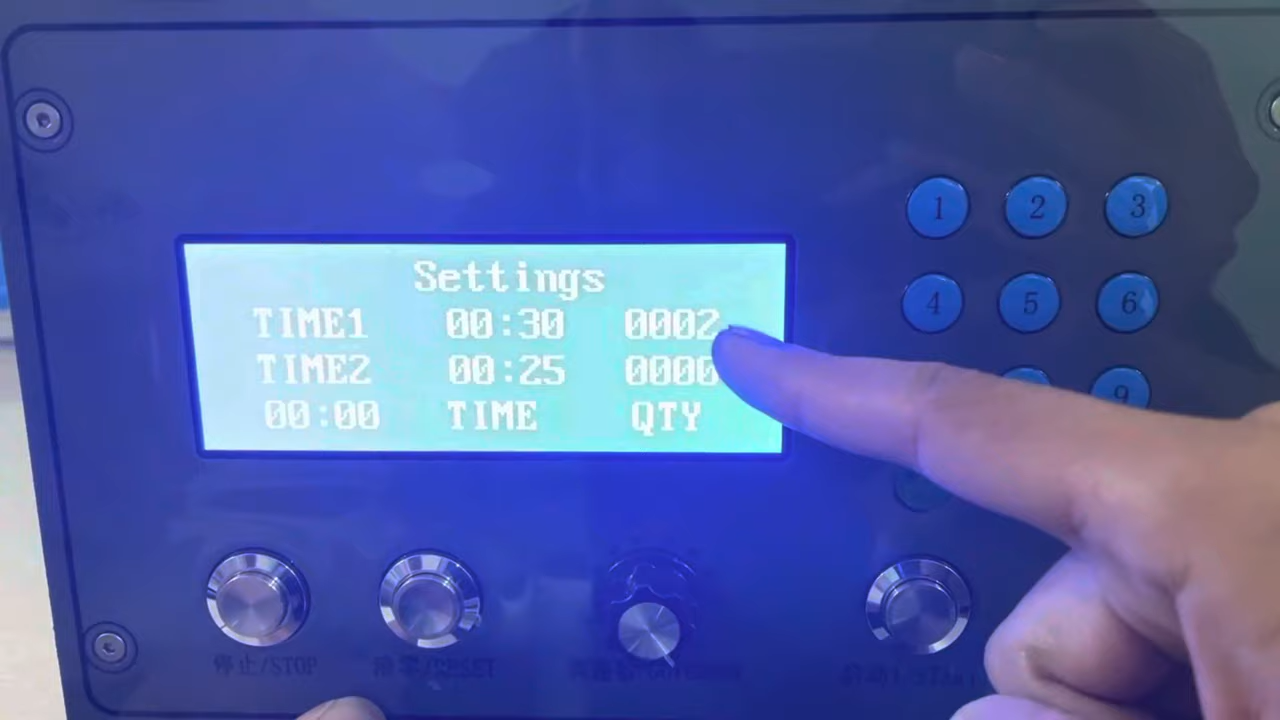 Settings
TIME1 00:30 0002
TIME2 00:25 0000
00:00 TIME QTY
1 2 3
4 5 6
9
停止/STOP
/RESET